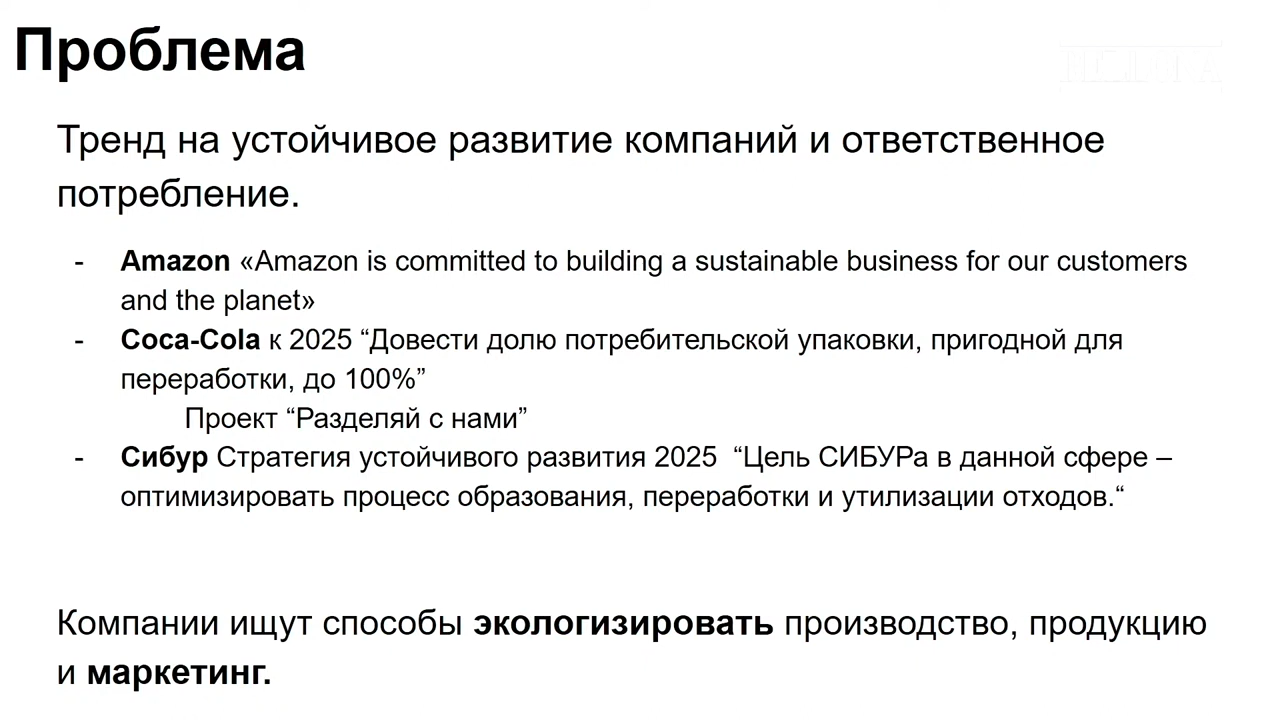 Проблема
Тренд на устойчивое развитие компаний и ответственное
потребление.
- Amazon «Amazon is committed to building a sustainable business for our customers
and the planet»
- Coca-Cola к 2025 “Довести долю потребительской упаковки, пригодной для
переработки, до 100%”
Проект “Разделяй с нами”
- Сибур Стратегия устойчивого развития 2025 “Цель СИБУРа в данной сфере –
оптимизировать процесс образования, переработки и утилизации отходов.“
Компании ищут способы экологизировать производство, продукцию
и маркетинг.